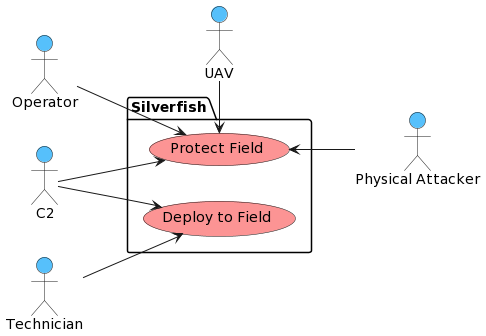 UAV
Operator
Silverfish
Protect Field
Physical Attacker
C2
Deploy to Field
Technician